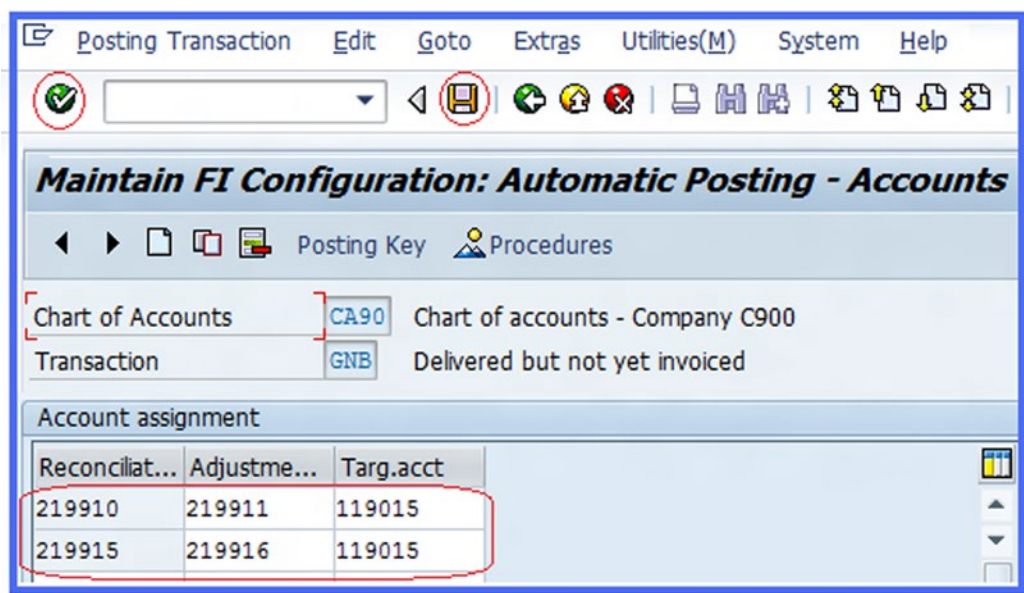 Posting Transaction Edit Goto Extras Utilities(M) System Help
Maintain FI Configuration: Automatic Posting - Accounts
Posting Key Procedures
Chart of Accounts CA90 Chart of accounts - Company C900
Transaction GNB Delivered but not yet invoiced
Account assignment
Reconciliat... Adjustme... Targ.acct
219910 219911 119015
219915 219916 119015